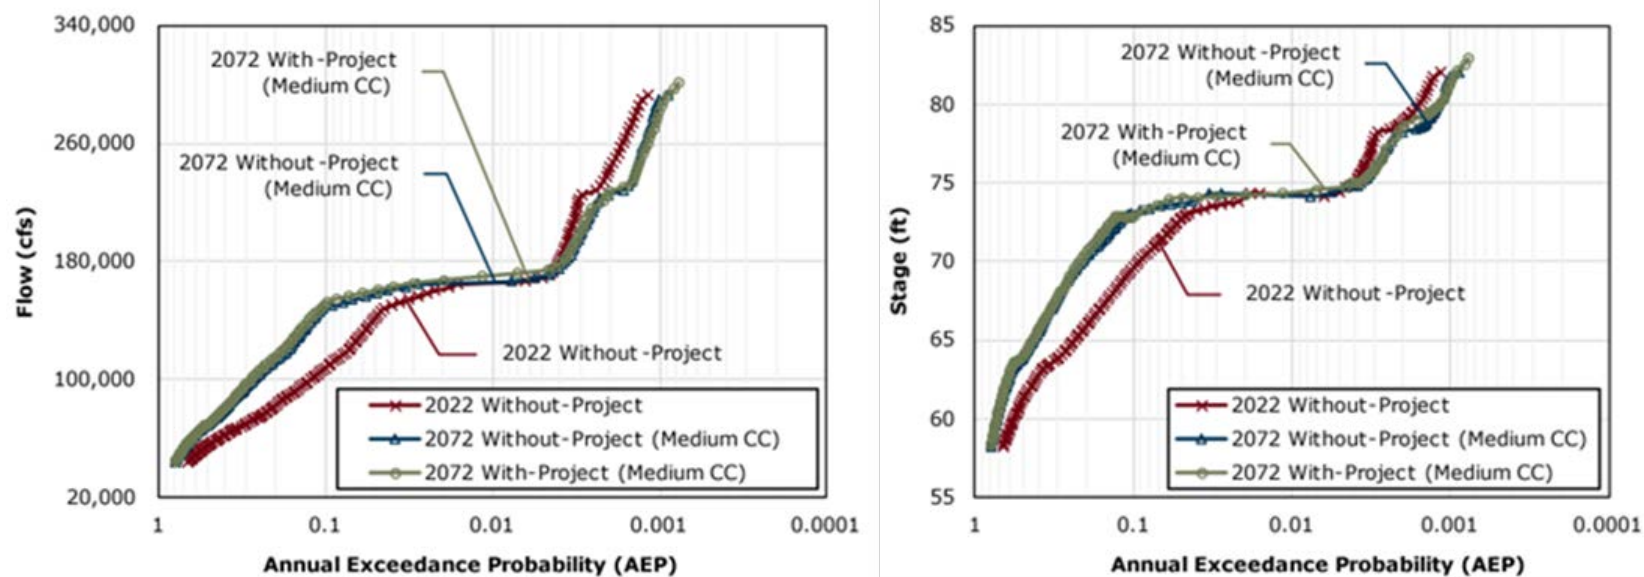 340,000
260,000
180,000
100,000
20,000
Flow (cfs)
2072 With-Project
(Medium CC)
2072 Without-Project
(Medium CC)
2022 Without-Project
2022 Without-Project
2072 Without-Project (Medium CC)
2072 With-Project (Medium CC)
1 0.1 0.01 0.001 0.0001
Annual Exceedance Probability (AEP)
85
80
75
70
65
60
55
Stage (ft)
2072 Without-Project
(Medium CC)
2072 With-Project
(Medium CC)
2022 Without-Project
2022 Without-Project
2072 Without-Project (Medium CC)
2072 With-Project (Medium CC)
1 0.1 0.01 0.001 0.0001
Annual Exceedance Probability (AEP)